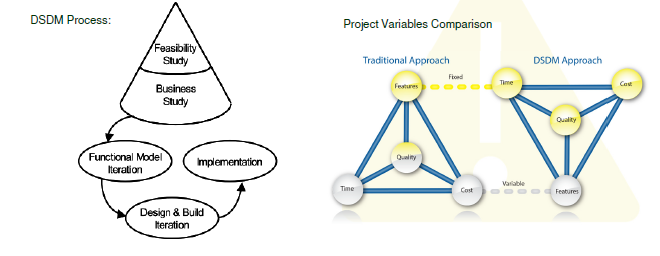 DSDM Process:
Feasibility
Study
Business
Study
Functional Model
Iteration
Implementation
Design & Build
Iteration
Project Variables Comparison
Traditional Approach
DSDM Approach
Features
Fixed
Time
Cost
Quality
Quality
Time
Cost
Variable
Features